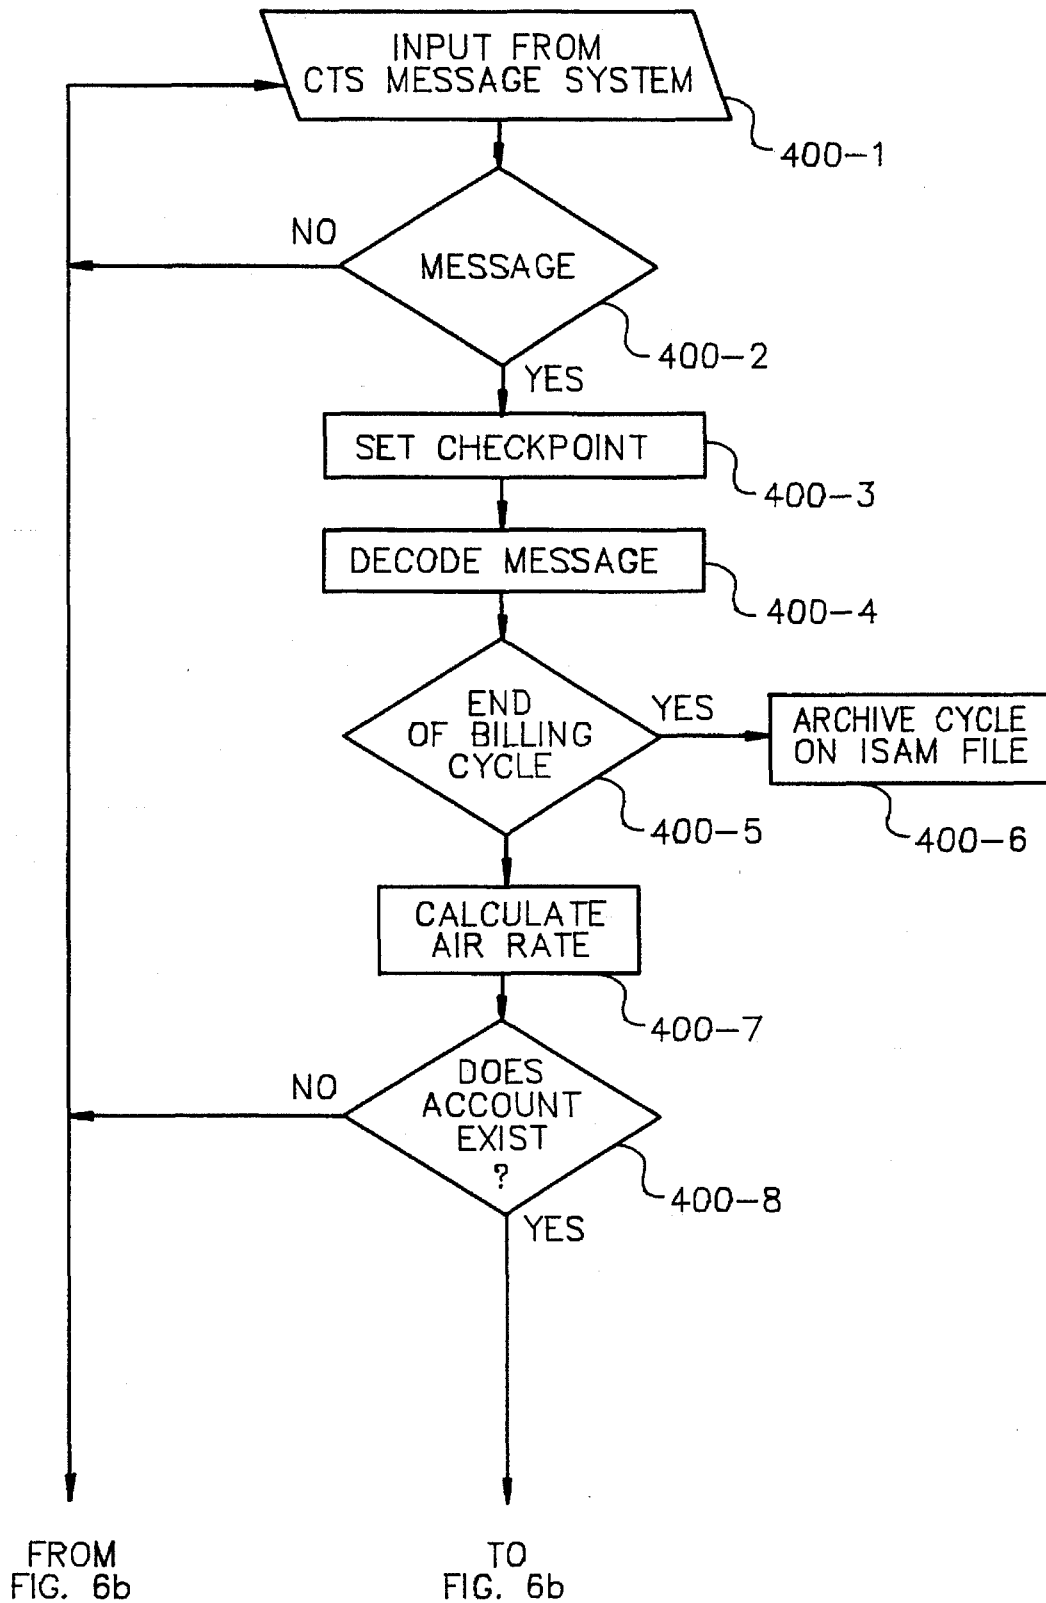 INPUT FROM
CTS MESSAGE SYSTEM
400-1
NO
MESSAGE
400-2
YES
SET CHECKPOINT
400-3
DECODE MESSAGE
400-4
END
OF BILLING
CYCLE
YES
ARCHIVE CYCLE
ON ISAM FILE
400-5
400-6
CALCULATE
AIR RATE
400-7
NO
DOES
ACCOUNT
EXIST
?
400-8
YES
FROM
FIG. 6b
TO
FIG. 6b